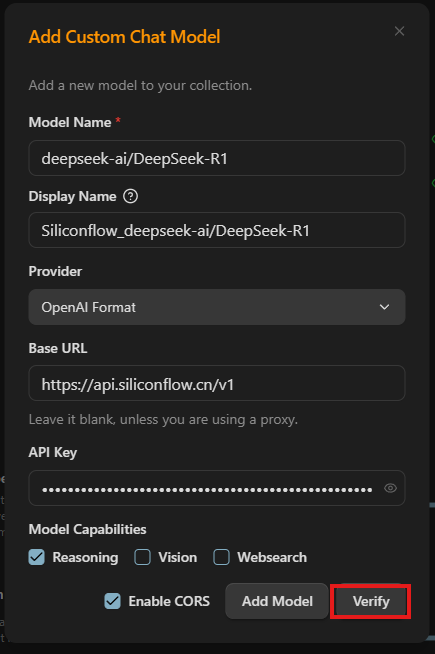 Add Custom Chat Model
Add a new model to your collection.
Model Name *
deepseek-ai/DeepSeek-R1
Display Name ?
Siliconflow_deepseek-ai/DeepSeek-R1
Provider
OpenAI Format
Base URL
https://api.siliconflow.cn/v1
Leave it blank, unless you are using a proxy.
API Key
Model Capabilities
Reasoning Vision Websearch
Enable CORS Add Model Verify